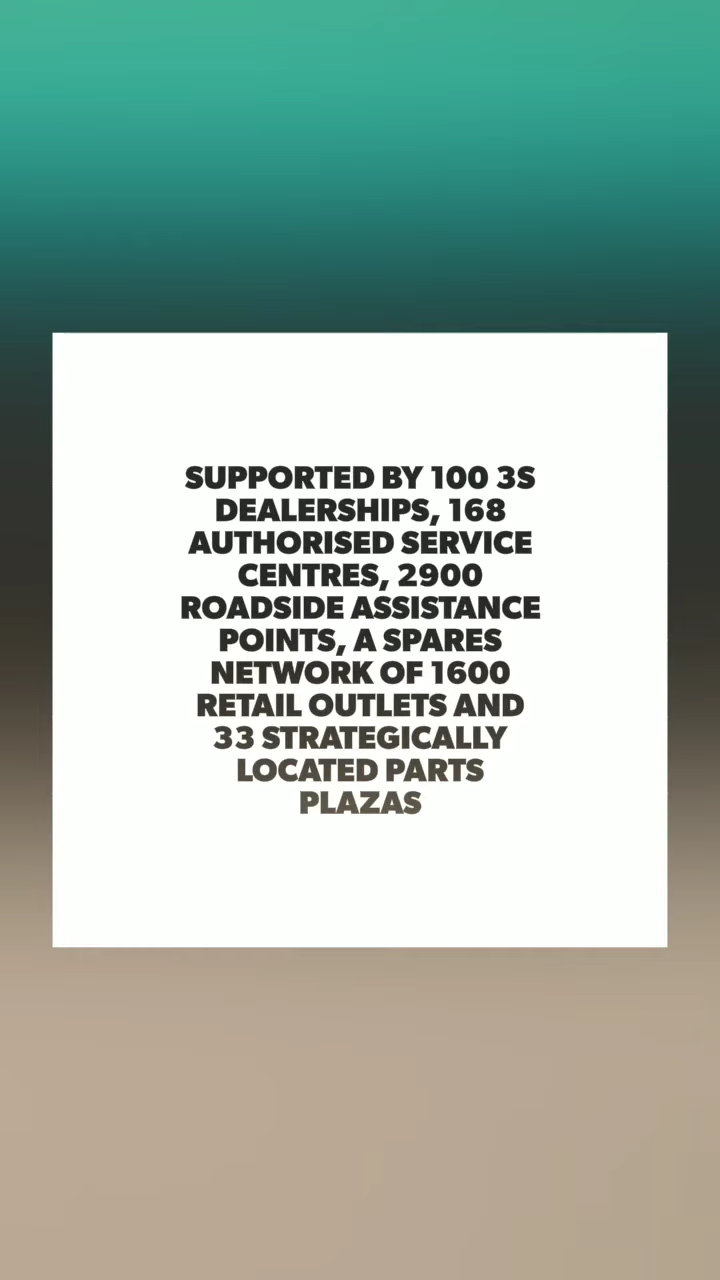 SUPPORTED BY 100 3S
DEALERSHIPS, 168
AUTHORISED SERVICE
CENTRES, 2900
ROADSIDE ASSISTANCE
POINTS, A SPARES
NETWORK OF 1600
RETAIL OUTLETS AND
33 STRATEGICALLY
LOCATED PARTS
PLAZAS